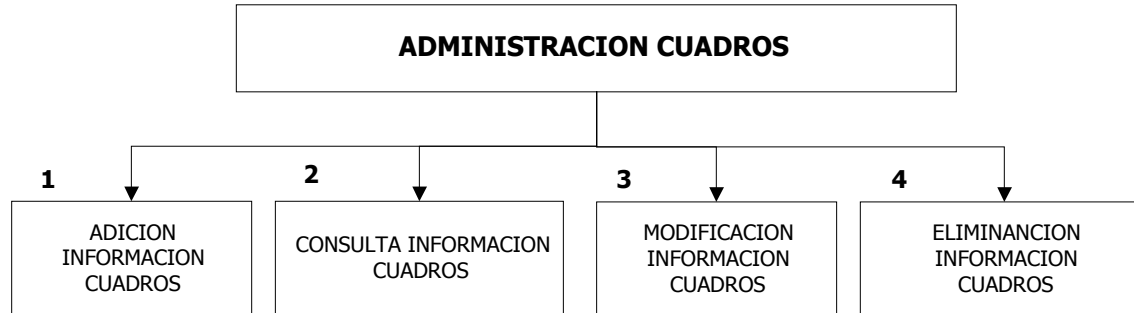 ADMINISTRACION CUADROS
1
2
3
4
ADICION
INFORMACION
CUADROS
CONSULTA INFORMACION
CUADROS
MODIFICACION
INFORMACION
CUADROS
ELIMINANCION
INFORMACION
CUADROS